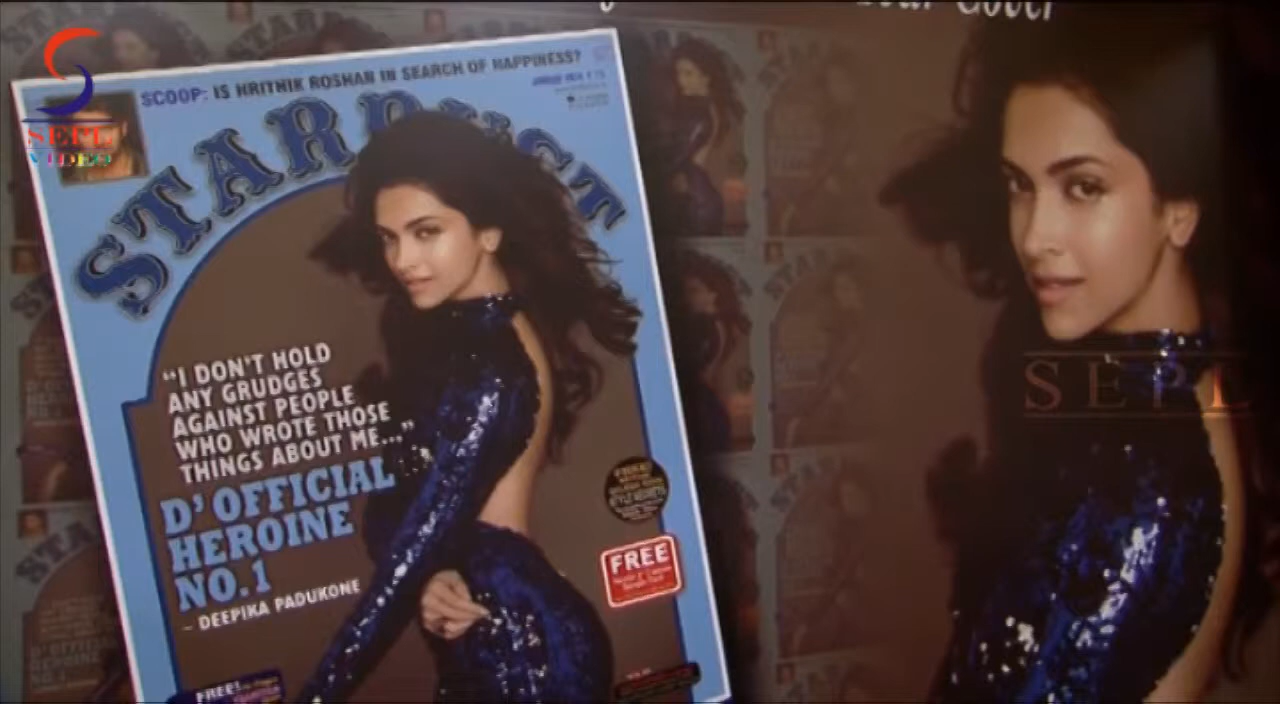 SEPL
VIDEO
SCOOP: IS HRITHIK ROSHAN IN SEARCH OF HAPPINESS?
STARDUST
"I DON'T HOLD
ANY GRUDGES
AGAINST PEOPLE
WHO WROTE THOSE
THINGS ABOUT ME..."
D'OFFICIAL
HEROINE
NO.1
- DEEPIKA PADUKONE
FREE!
FREE
SEPL